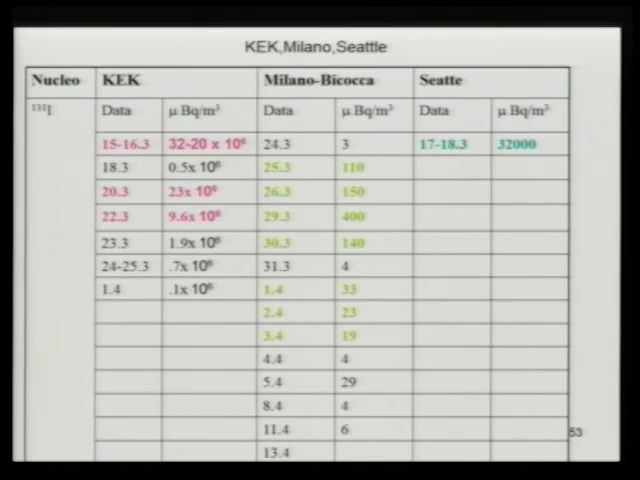 KEK,Milano,Seattle
Nucleo KEK Milano-Bicocca Seatte
¹³¹I Data µ Bq/m³ Data µ Bq/m³ Data µ Bq/m³
15-16.3 32-20 x 10⁶ 24.3 3 17-18.3 32000
18.3 0.5x 10⁶ 25.3 110
20.3 23x 10⁶ 26.3 150
22.3 9.6x 10⁶ 29.3 400
23.3 1.9x 10⁶ 30.3 140
24-25.3 .7x 10⁶ 31.3 4
1.4 .1x 10⁶ 1.4 33
2.4 23
3.4 19
4.4 4
5.4 29
8.4 4
11.4 6
53
13.4